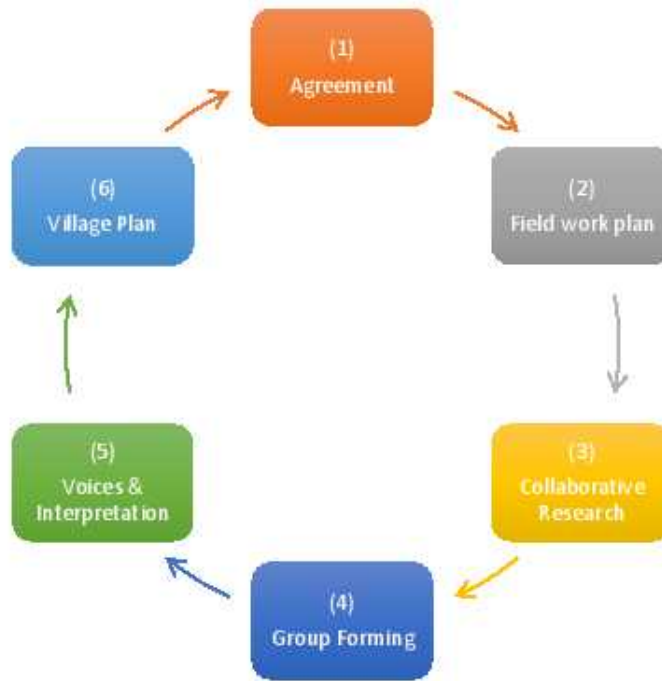 (1)
Agreement
(2)
Field work plan
(3)
Collaborative
Research
(4)
Group Forming
(5)
Voices &
Interpretation
(6)
Village Plan